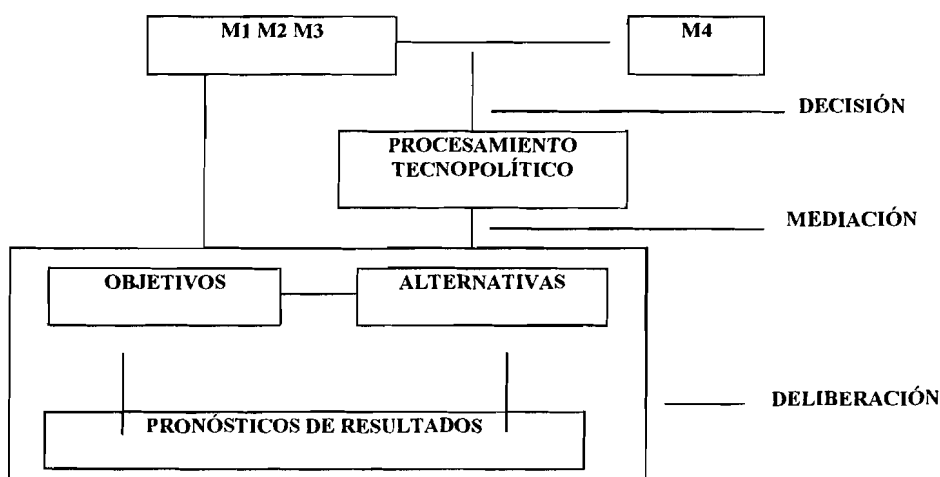 M1 M2 M3
M4
DECISIÓN
PROCESAMIENTO
TECNOPOLÍTICO
MEDIACIÓN
OBJETIVOS
ALTERNATIVAS
DELIBERACIÓN
PRONÓSTICOS DE RESULTADOS